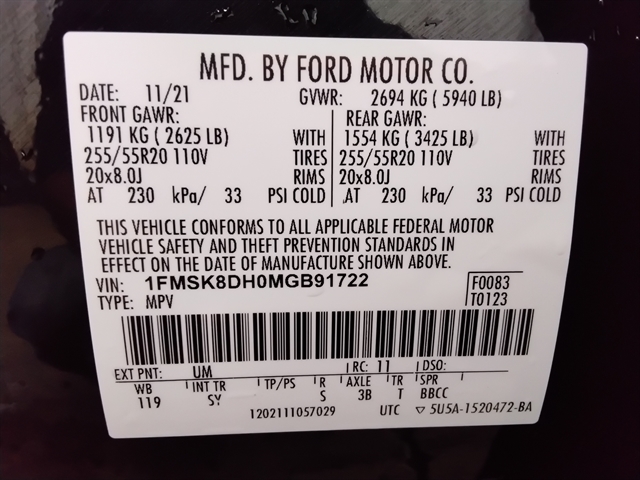 MFD. BY FORD MOTOR CO.
DATE: 11/21 GVWR: 2694 KG ( 5940 LB)
FRONT GAWR: REAR GAWR:
1191 KG ( 2625 LB) WITH 1554 KG ( 3425 LB) WITH
255/55R20 110V TIRES 255/55R20 110V TIRES
20x8.0J RIMS 20x8.0J RIMS
AT 230 kPa/ 33 PSI COLD AT 230 kPa/ 33 PSI COLD
THIS VEHICLE CONFORMS TO ALL APPLICABLE FEDERAL MOTOR
VEHICLE SAFETY AND THEFT PREVENTION STANDARDS IN
EFFECT ON THE DATE OF MANUFACTURE SHOWN ABOVE.
VIN: 1FMSK8DH0MGB91722 F0083
TYPE: MPV T0123
EXT PNT: UM RC: 11 DSO:
WB INT TR TP/PS R AXLE TR SPR
119 SY S 3B T BBCC
1202111057029 UTC ▽ 5U5A-1520472-BA